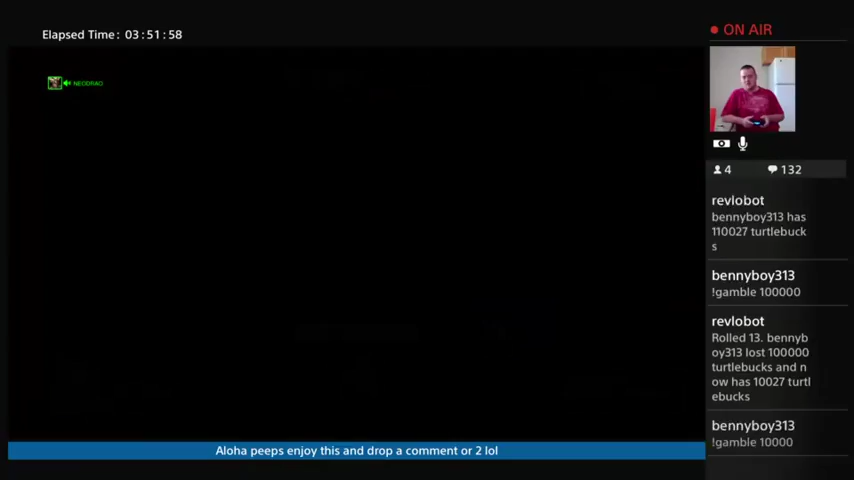 Elapsed Time: 03:51:58
ON AIR
NEODRAO
4 132
revlobot
bennyboy313 has
110027 turtlebuck
s
bennyboy313
!gamble 100000
revlobot
Rolled 13. bennyb
oy313 lost 100000
turtlebucks and n
ow has 10027 turtl
ebucks
bennyboy313
!gamble 10000
Aloha peeps enjoy this and drop a comment or 2 lol